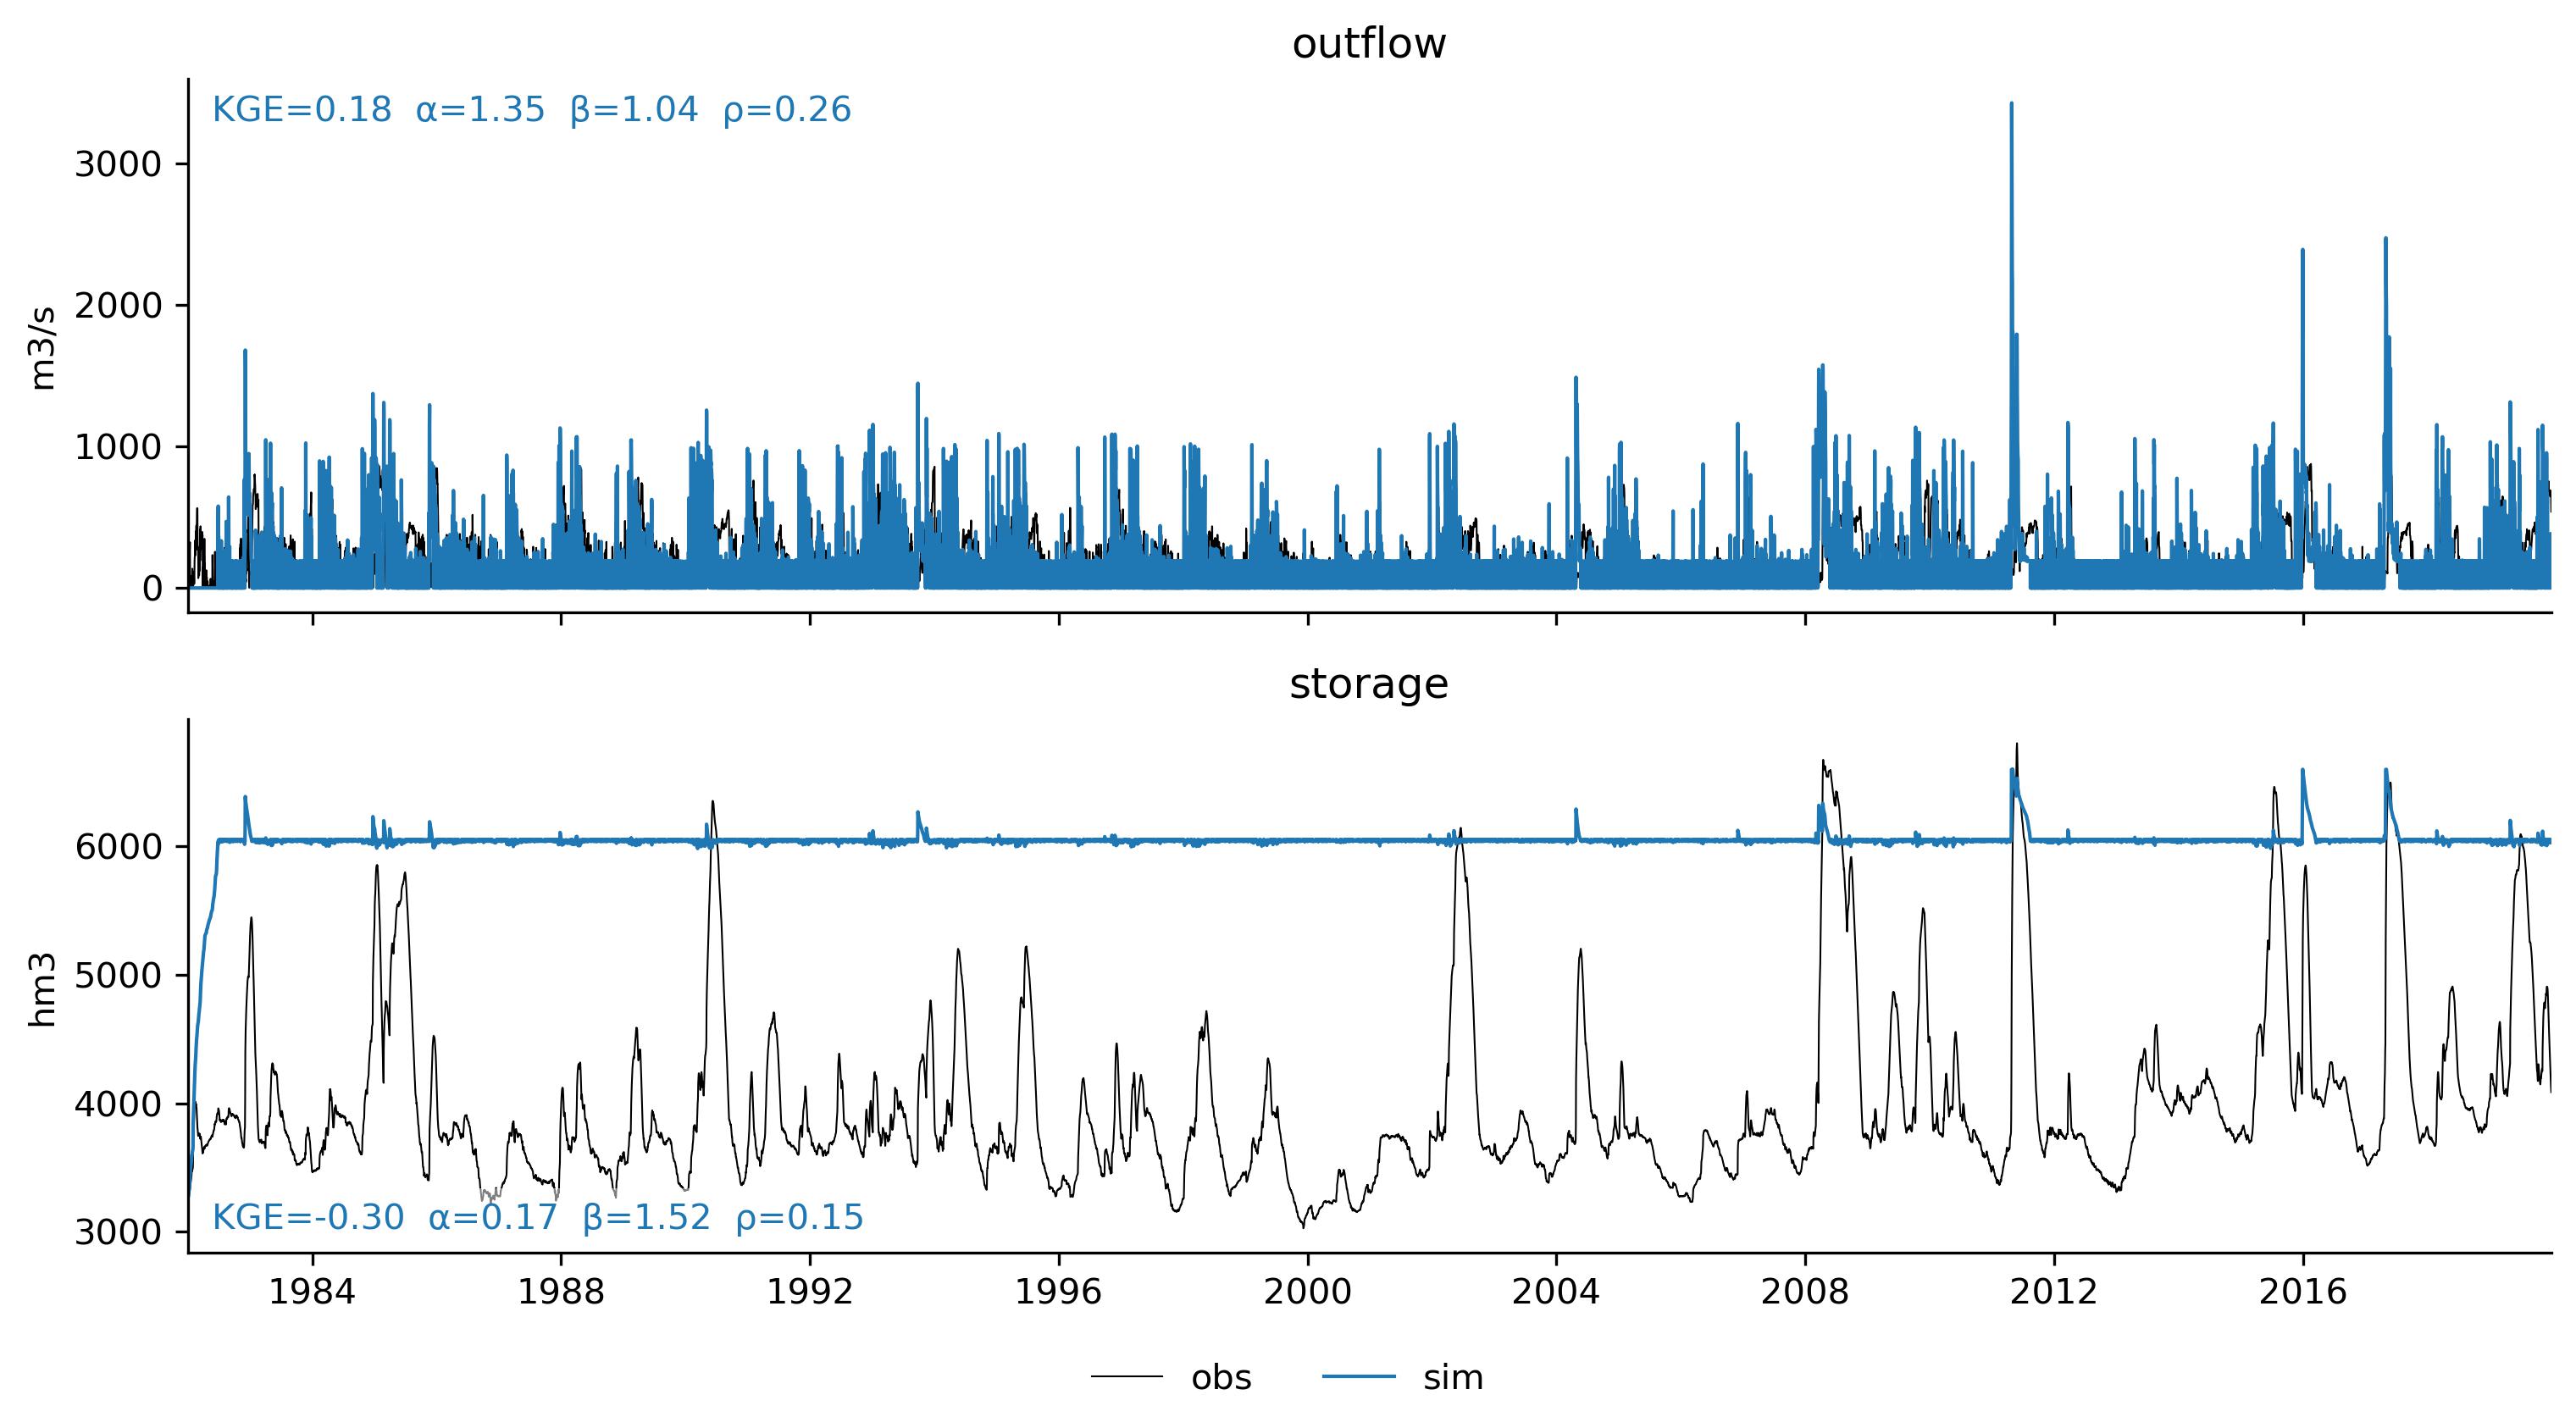 outflow
KGE=0.18 α=1.35 β=1.04 ρ=0.26
3000
2000
1000
0
m3/s
storage
6000
5000
4000
3000
hm3
KGE=-0.30 α=0.17 β=1.52 ρ=0.15
1984 1988 1992 1996 2000 2004 2008 2012 2016
obs sim